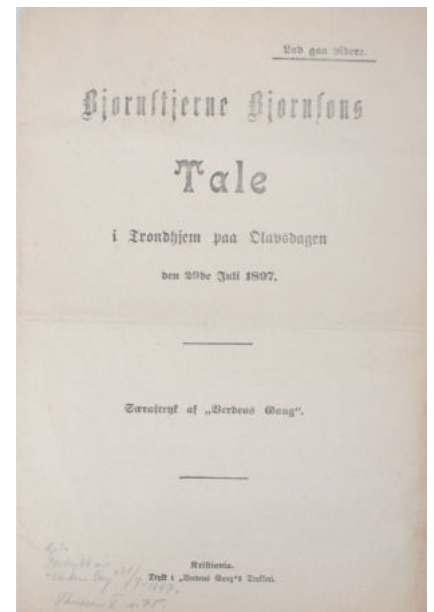 Lad gaa videre.
Bjørnstjerne Bjørnsons
Tale
i Trondhjem paa Olavsdagen
den 29de Juli 1897.
Særastryk af „Verdens Gang“.
Kristiania.
Trykt i „Verdens Gang“s Trykkeri.